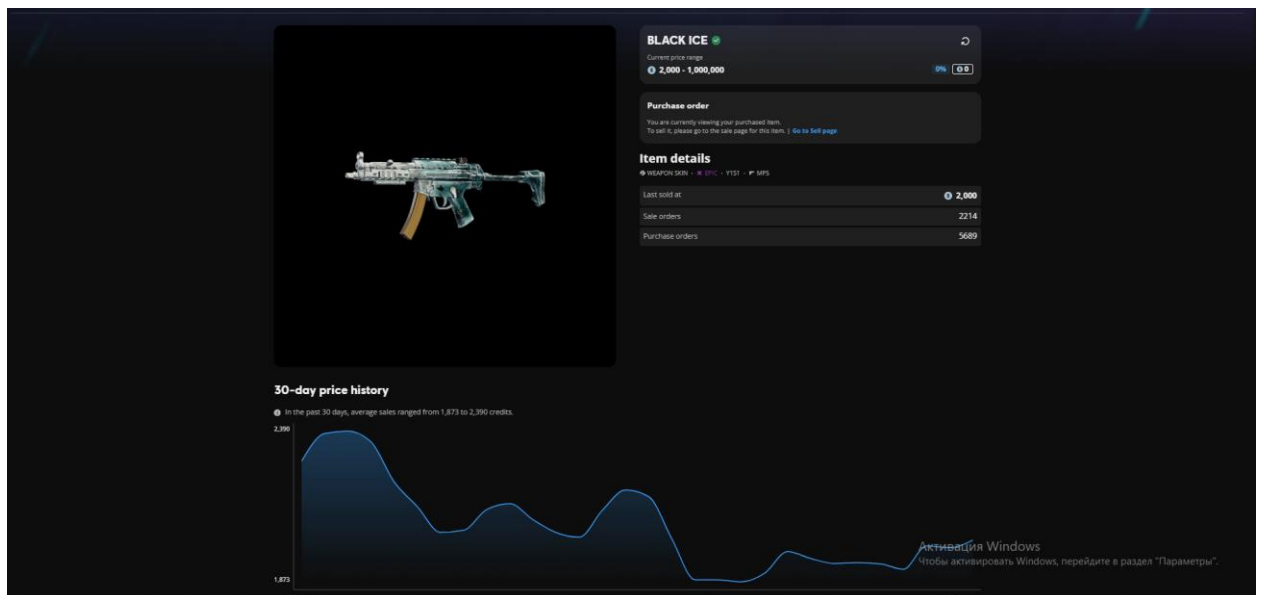 BLACK ICE
Current price range
2,000 - 1,000,000
0% 0
Purchase order
You are currently viewing your purchased item.
To sell it, please go to the sale page for this item. | Go to Sell page
Item details
WEAPON SKIN - EPIC - Y1S1 - MP5
Last sold at 2,000
Sale orders 2214
Purchase orders 5689
30-day price history
In the past 30 days, average sales ranged from 1,873 to 2,390 credits.
2,390
1,873
Активация Windows
Чтобы активировать Windows, перейдите в раздел "Параметры".